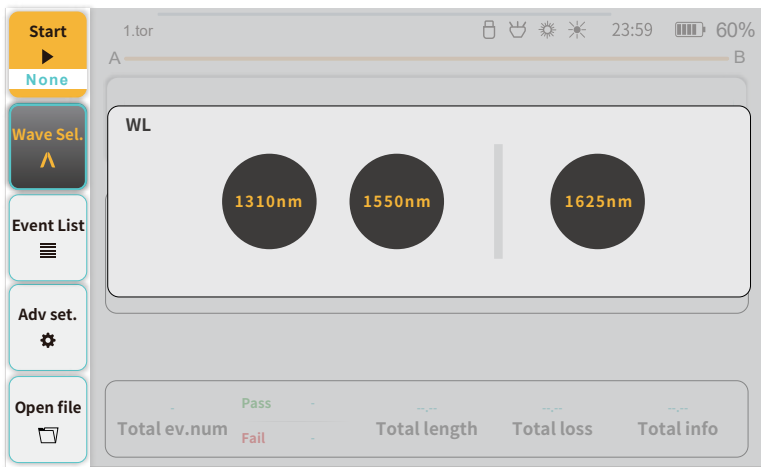 Start
None
Wave Sel.
Event List
Adv set.
Open file
1.tor
23:59
60%
A
B
WL
1310nm
1550nm
1625nm
-
Total ev.num
Pass -
Fail -
--.--
Total length
--.--
Total loss
--.--
Total info